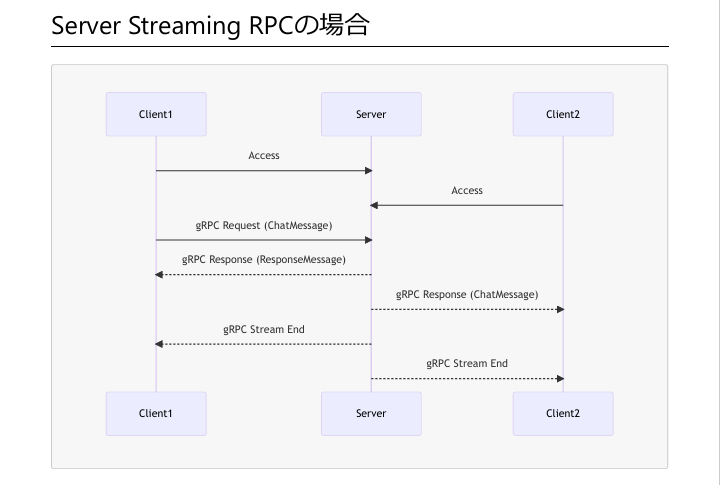 Server Streaming RPCの場合
Client1 Server Client2
Access
Access
gRPC Request (ChatMessage)
gRPC Response (ResponseMessage)
gRPC Response (ChatMessage)
gRPC Stream End
gRPC Stream End
Client1 Server Client2